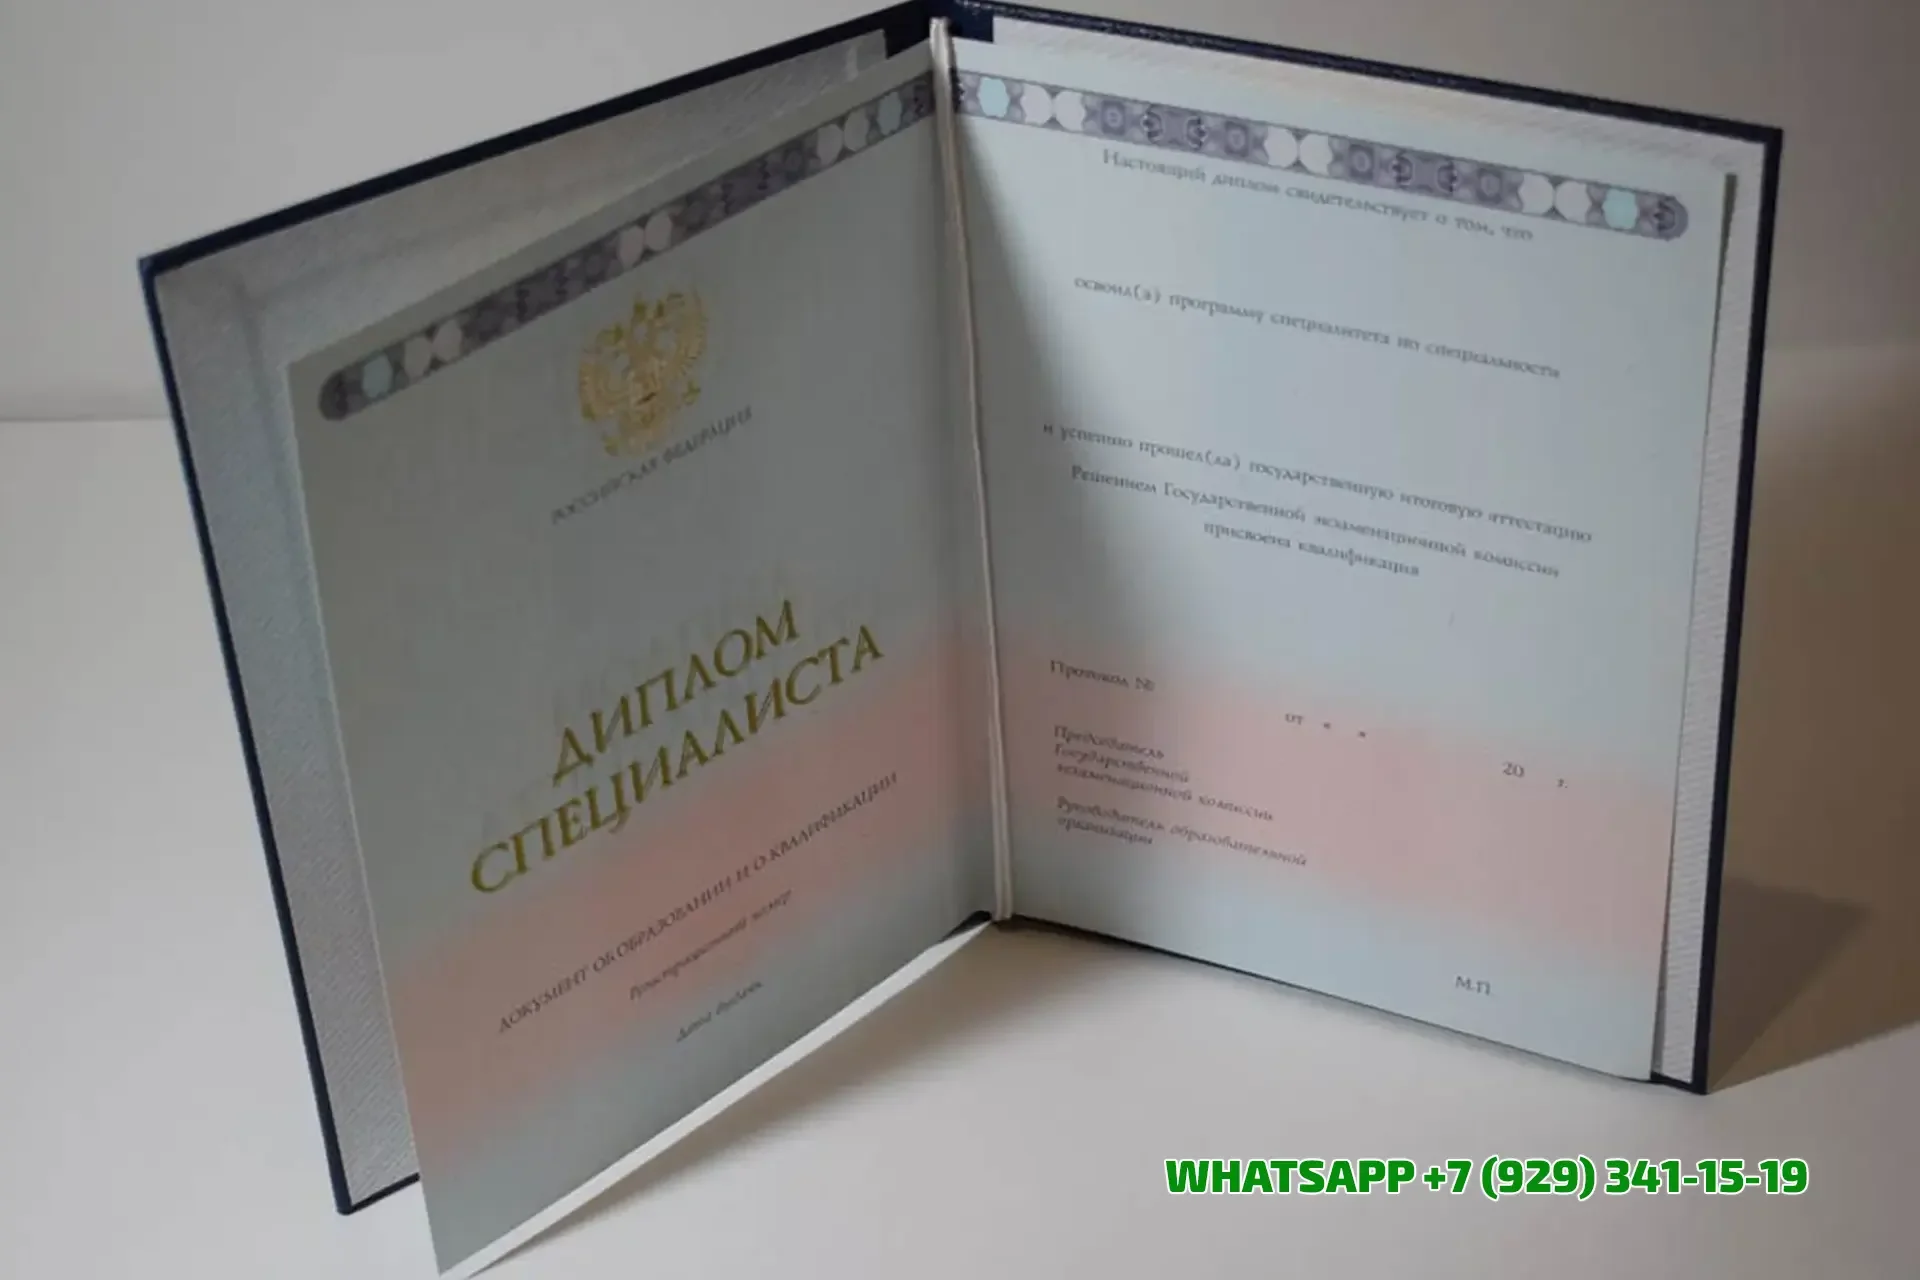 РОССИЙСКАЯ ФЕДЕРАЦИЯ
ДИПЛОМ
СПЕЦИАЛИСТА
ДОКУМЕНТ ОБ ОБРАЗОВАНИИ И О КВАЛИФИКАЦИИ
Регистрационный номер
Дата выдачи
Настоящий диплом свидетельствует о том, что
освоил(а) программу специалитета по специальности
и успешно прошел(ла) государственную итоговую аттестацию
Решением Государственной экзаменационной комиссии
присвоена квалификация
Протокол №
от « » 20 г.
Председатель
Государственной
экзаменационной комиссии
Руководитель образовательной
организации
М.П.
WHATSAPP +7 (929) 341-15-19